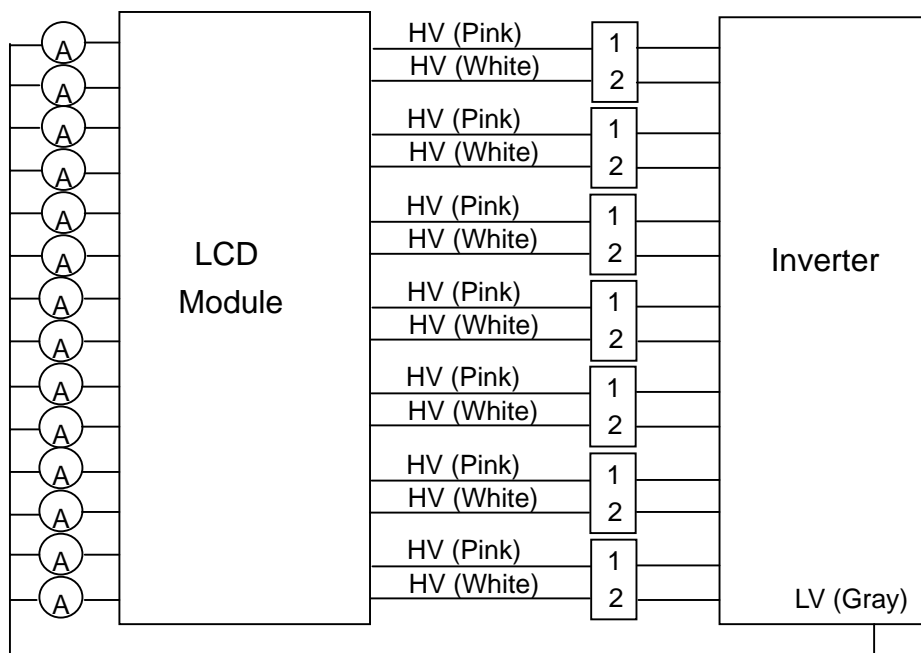 A
A
A
A
A
A
A
A
A
A
A
A
A
A
LCD
Module
HV (Pink)
HV (White)
1
2
HV (Pink)
HV (White)
1
2
HV (Pink)
HV (White)
1
2
HV (Pink)
HV (White)
1
2
HV (Pink)
HV (White)
1
2
HV (Pink)
HV (White)
1
2
HV (Pink)
HV (White)
1
2
Inverter
LV (Gray)